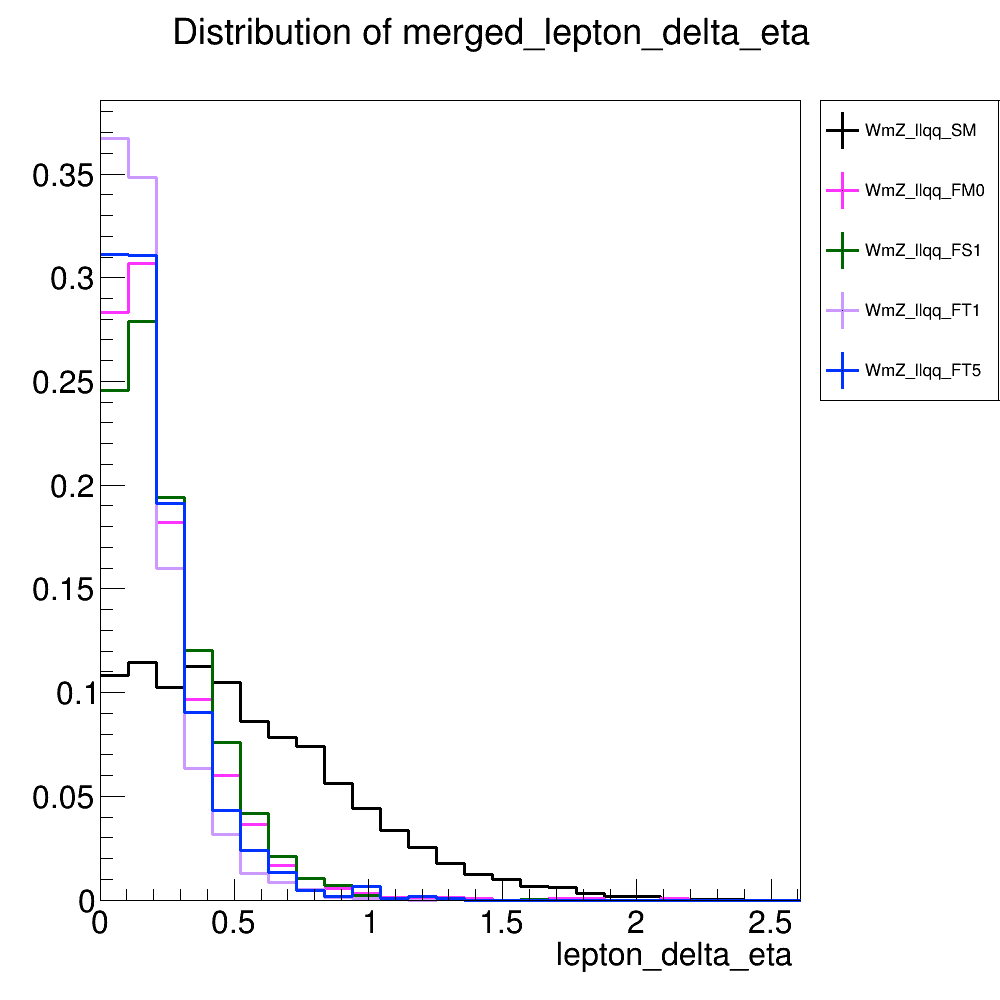 Distribution of merged_lepton_delta_eta
WmZ_llqq_SM
WmZ_llqq_FM0
WmZ_llqq_FS1
WmZ_llqq_FT1
WmZ_llqq_FT5
0.35
0.3
0.25
0.2
0.15
0.1
0.05
0
0 0.5 1 1.5 2 2.5
lepton_delta_eta